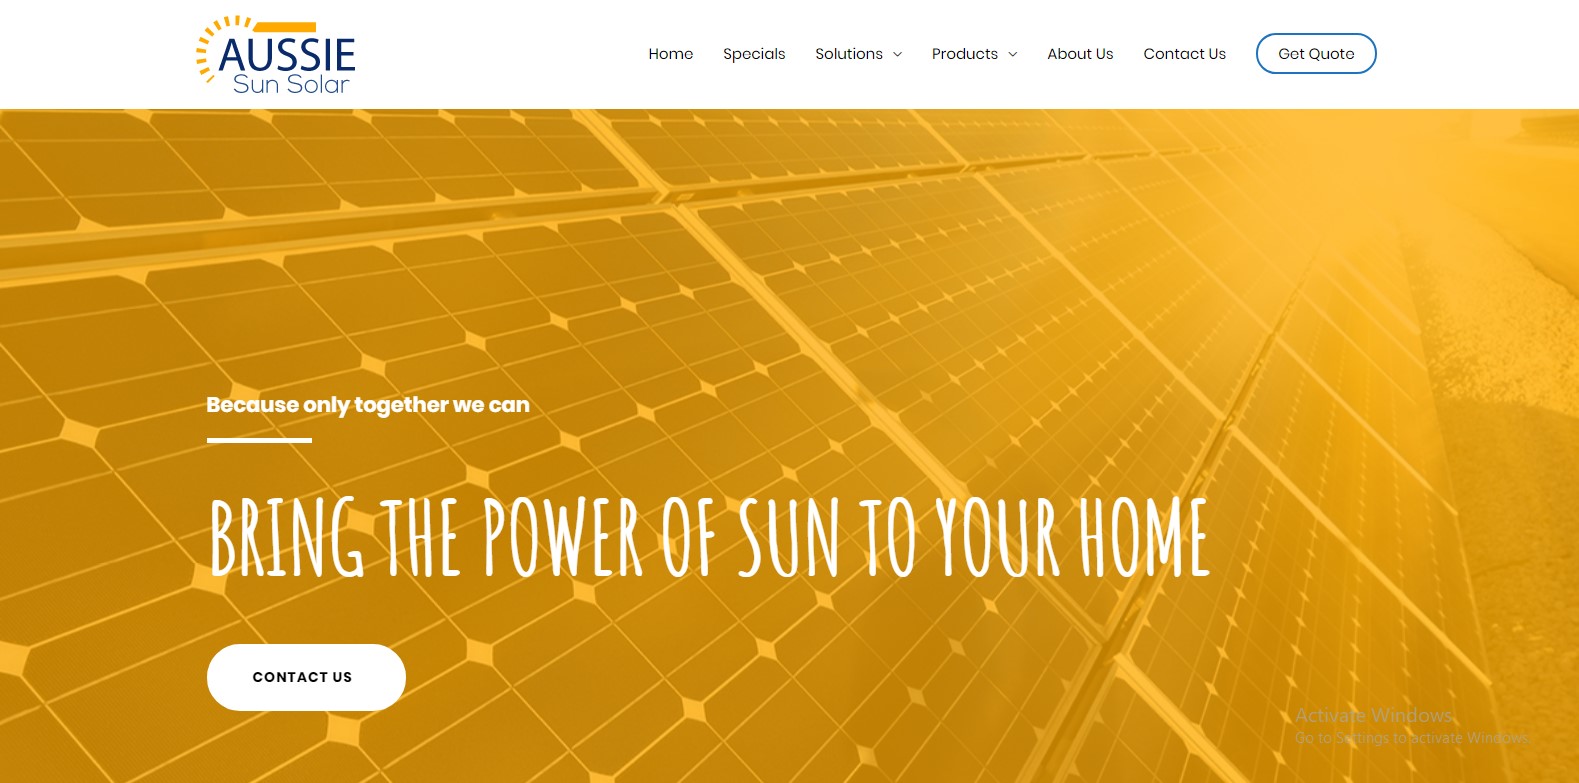 AUSSIE
Sun Solar
Home Specials Solutions Products About Us Contact Us Get Quote
Because only together we can
BRING THE POWER OF SUN TO YOUR HOME
CONTACT US
Activate Windows
Go to Settings to activate Windows.